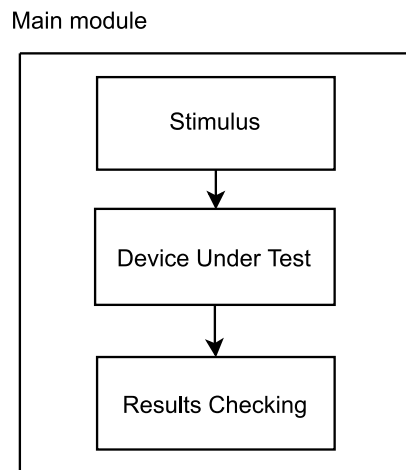 Main module
Stimulus
Device Under Test
Results Checking